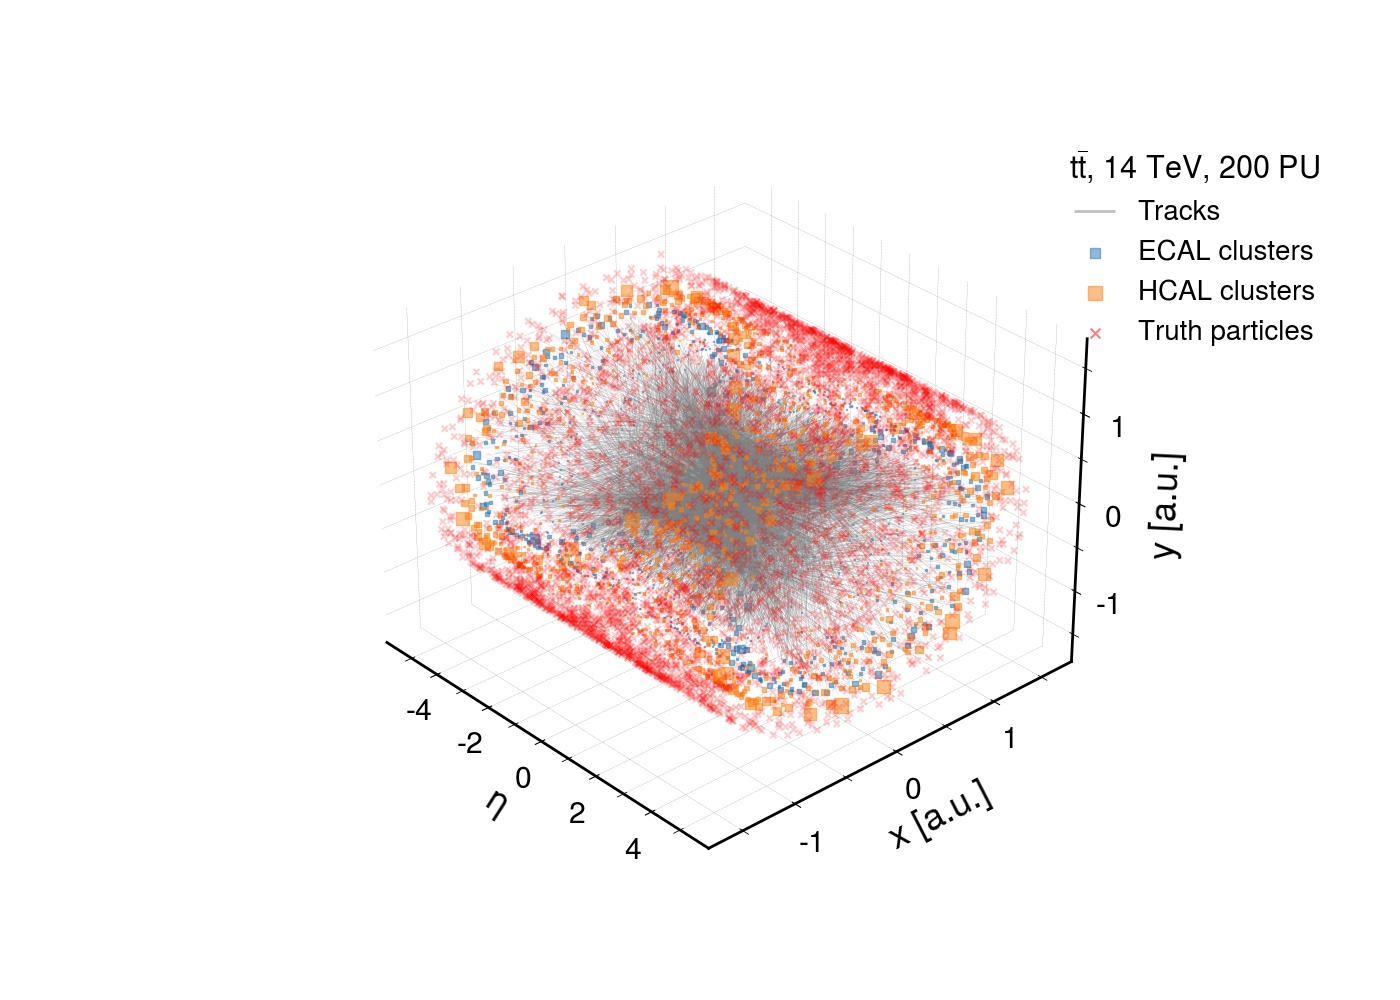 tt̄, 14 TeV, 200 PU
Tracks
ECAL clusters
HCAL clusters
Truth particles
1
0
-1
y [a.u.]
-4
-2
0
2
4
η
-1
0
1
x [a.u.]